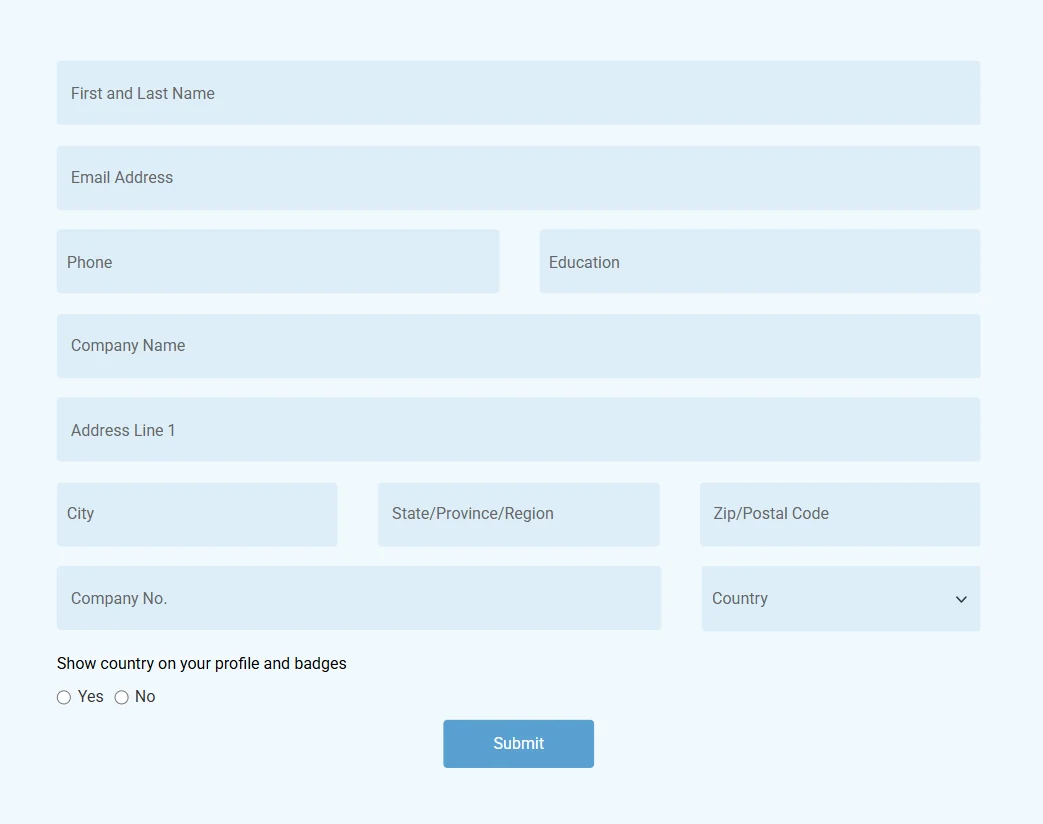 First and Last Name
Email Address
Phone
Education
Company Name
Address Line 1
City
State/Province/Region
Zip/Postal Code
Company No.
Country
Show country on your profile and badges
Yes No
Submit